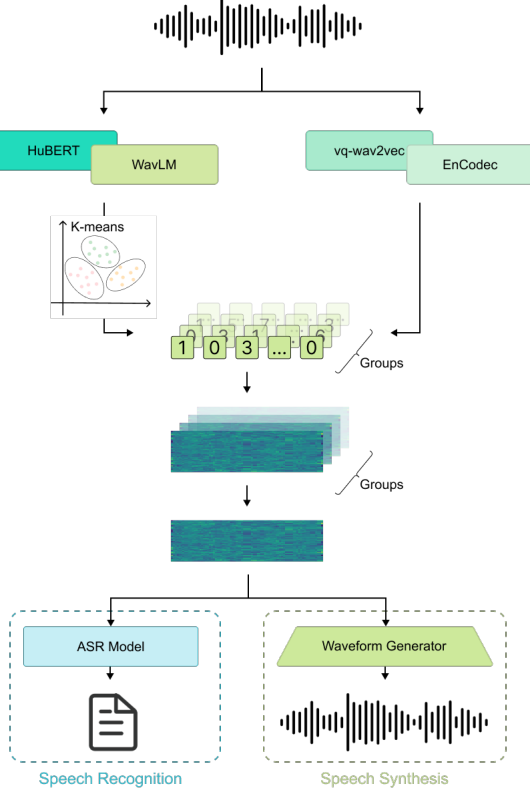 HuBERT
WavLM
vq-wav2vec
EnCodec
K-means
1 0 3 ... 0
Groups
Groups
ASR Model
Waveform Generator
Speech Recognition
Speech Synthesis